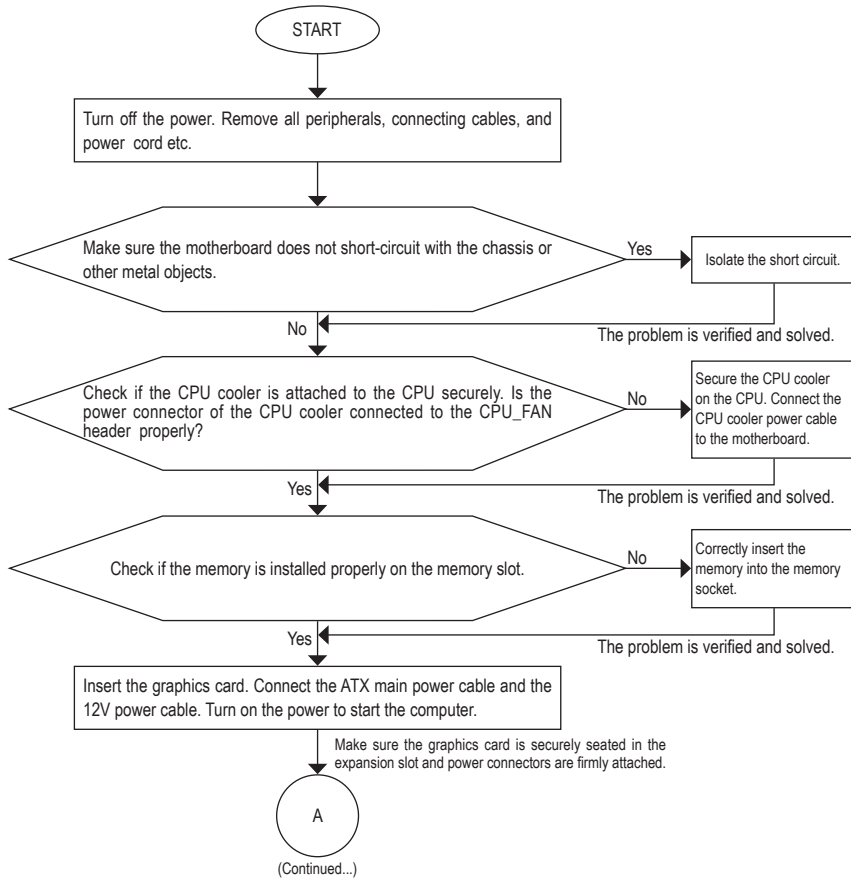 START
Turn off the power. Remove all peripherals, connecting cables, and
power cord etc.
Make sure the motherboard does not short-circuit with the chassis or
other metal objects.
Yes
Isolate the short circuit.
No
The problem is verified and solved.
Check if the CPU cooler is attached to the CPU securely. Is the
power connector of the CPU cooler connected to the CPU_FAN
header properly?
No
Secure the CPU cooler
on the CPU. Connect the
CPU cooler power cable
to the motherboard.
Yes
The problem is verified and solved.
Check if the memory is installed properly on the memory slot.
No
Correctly insert the
memory into the memory
socket.
Yes
The problem is verified and solved.
Insert the graphics card. Connect the ATX main power cable and the
12V power cable. Turn on the power to start the computer.
Make sure the graphics card is securely seated in the
expansion slot and power connectors are firmly attached.
A
(Continued...)